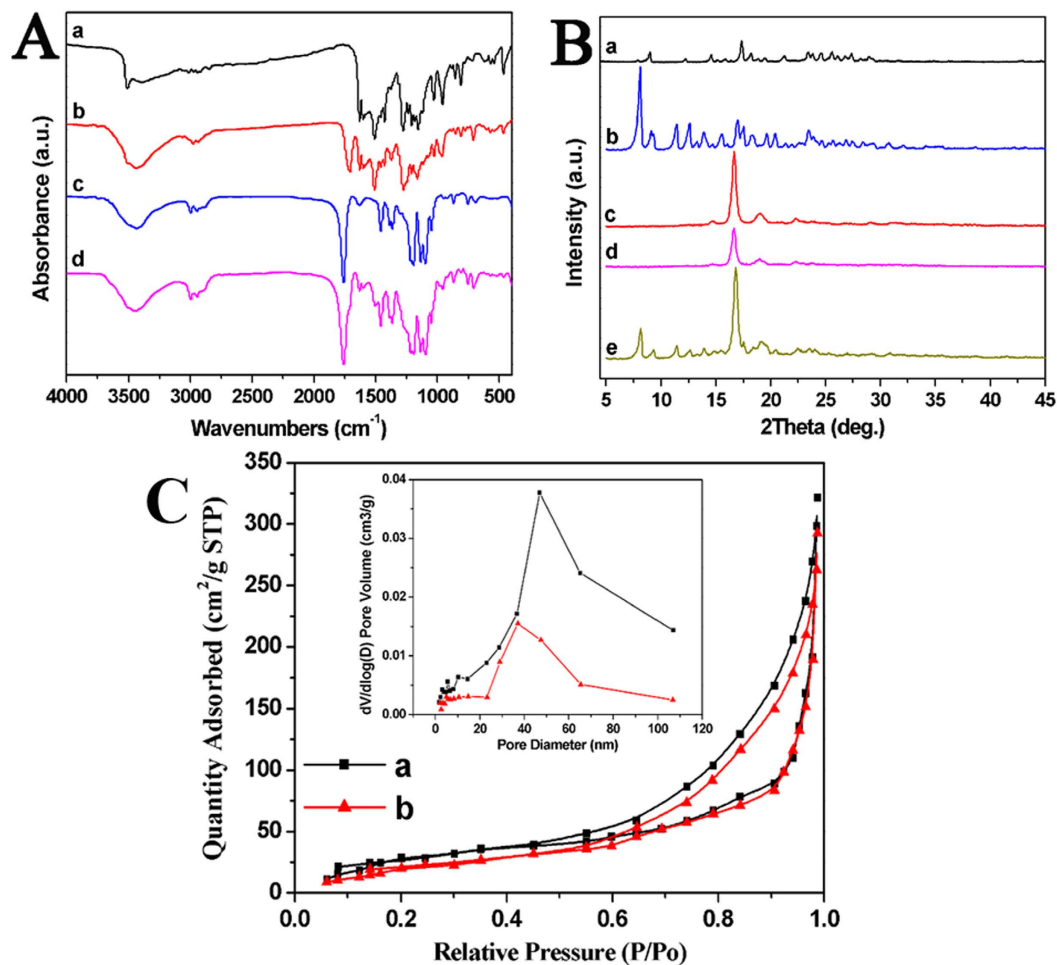 A
a
b
c
d
Absorbance (a.u.)
4000 3500 3000 2500 2000 1500 1000 500
Wavenumbers (cm-1)
B
a
b
c
d
e
Intensity (a.u.)
5 10 15 20 25 30 35 40 45
2Theta (deg.)
C
350
300
250
200
150
100
50
0
Quantity Adsorbed (cm2/g STP)
0.04
0.03
0.02
0.01
0.00
dV/dlog(D) Pore Volume (cm3/g)
0 20 40 60 80 100 120
Pore Diameter (nm)
a
b
0.0 0.2 0.4 0.6 0.8 1.0
Relative Pressure (P/Po)